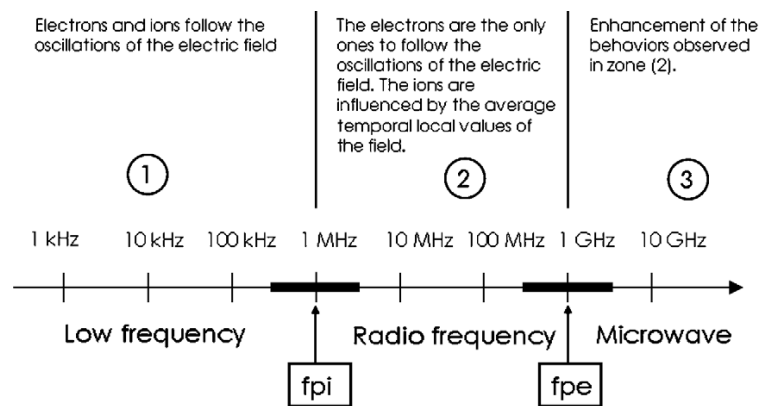 Electrons and ions follow the
oscillations of the electric field
The electrons are the only
ones to follow the
oscillations of the electric
field. The ions are
influenced by the average
temporal local values of
the field.
Enhancement of the
behaviors observed
in zone (2).
1 2 3
1 kHz 10 kHz 100 kHz 1 MHz 10 MHz 100 MHz 1 GHz 10 GHz
Low frequency Radio frequency Microwave
fpi fpe